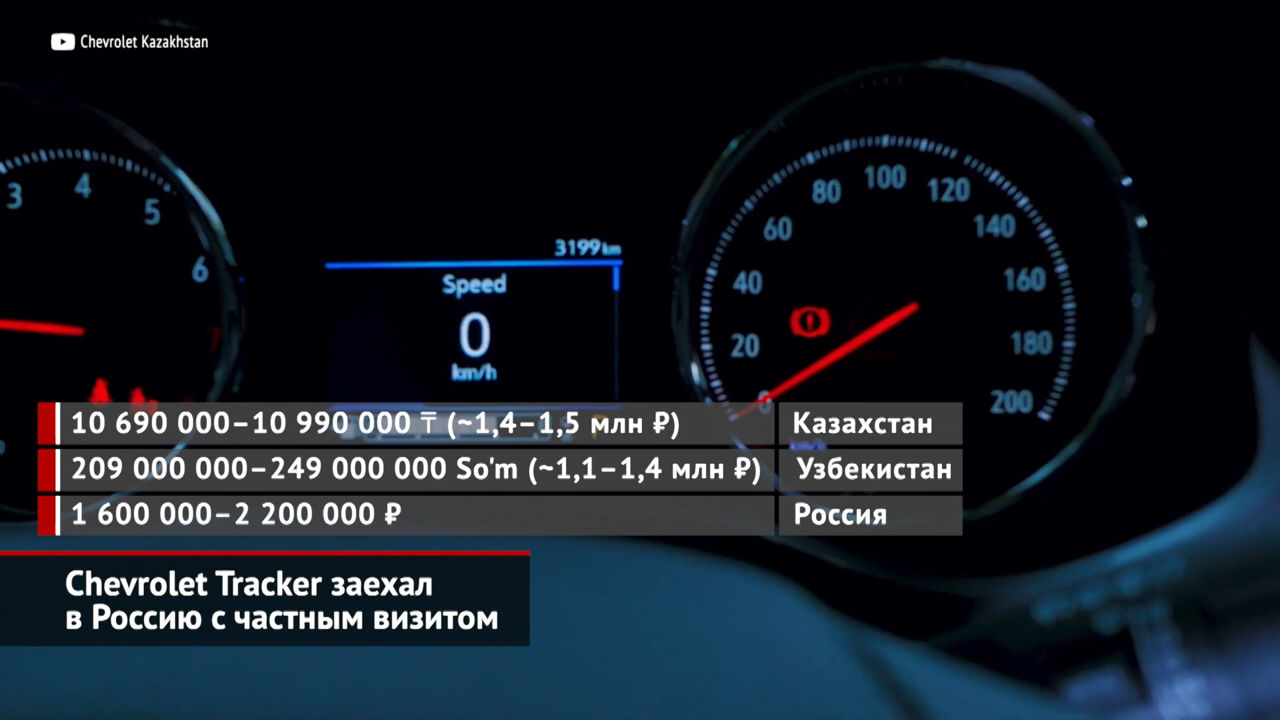 Chevrolet Kazakhstan
3 4 5 6 7
3199 km
Speed
0
km/h
0 20 40 60 80 100 120 140 160 180 200
10 690 000–10 990 000 ₸ (~1,4–1,5 млн ₽) Казахстан
209 000 000–249 000 000 So'm (~1,1–1,4 млн ₽) Узбекистан
1 600 000–2 200 000 ₽ Россия
Chevrolet Tracker заехал
в Россию с частным визитом